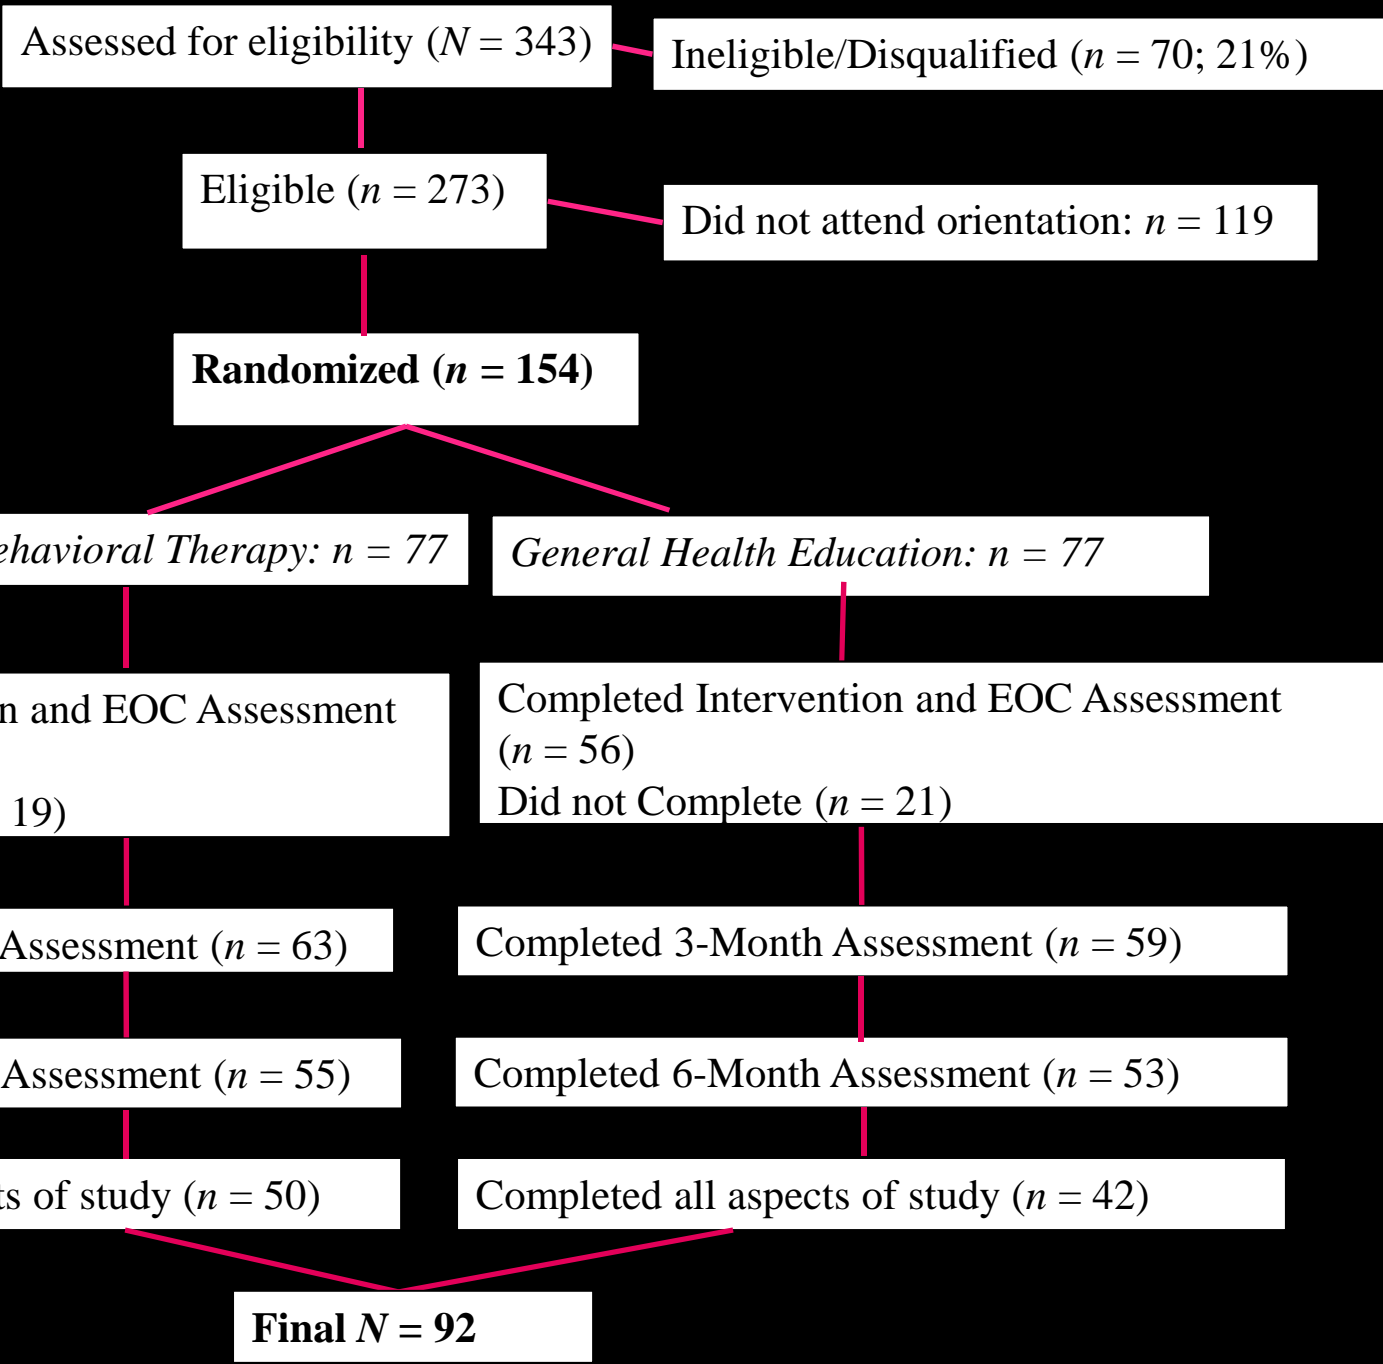 Assessed for eligibility (N = 343)
Ineligible/Disqualified (n = 70; 21%)
Eligible (n = 273)
Did not attend orientation: n = 119
Randomized (n = 154)
ehavioral Therapy: n = 77
General Health Education: n = 77
n and EOC Assessment
19)
Completed Intervention and EOC Assessment
(n = 56)
Did not Complete (n = 21)
Assessment (n = 63)
Completed 3-Month Assessment (n = 59)
Assessment (n = 55)
Completed 6-Month Assessment (n = 53)
ts of study (n = 50)
Completed all aspects of study (n = 42)
Final N = 92